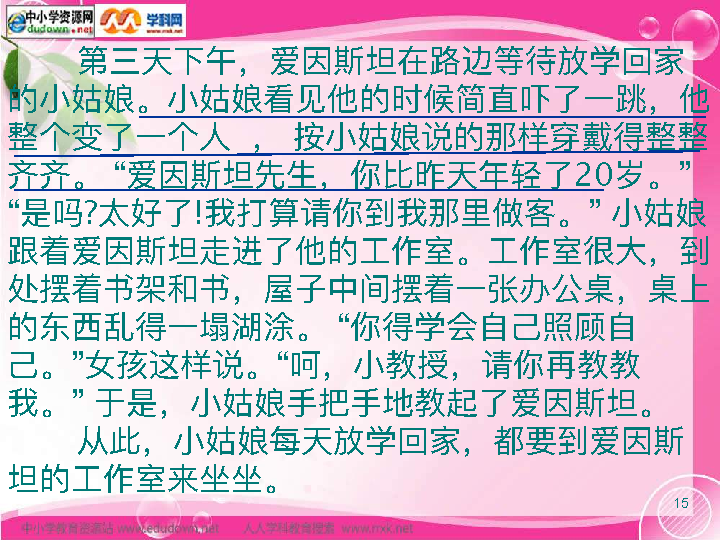 中小学资源网
dudown.net
学科网
第三天下午，爱因斯坦在路边等待放学回家
的小姑娘。小姑娘看见他的时候简直吓了一跳，他
整个变了一个人 ， 按小姑娘说的那样穿戴得整整
齐齐。“爱因斯坦先生，你比昨天年轻了20岁。”
“是吗?太好了!我打算请你到我那里做客。” 小姑娘
跟着爱因斯坦走进了他的工作室。工作室很大，到
处摆着书架和书，屋子中间摆着一张办公桌，桌上
的东西乱得一塌湖涂。 “你得学会自己照顾自
己。”女孩这样说。“呵，小教授，请你再教教
我。” 于是，小姑娘手把手地教起了爱因斯坦。
从此，小姑娘每天放学回家，都要到爱因斯
坦的工作室来坐坐。
15
中小学教育资源站 www.edudown.net 人人学科教育搜索 www.rrxk.net